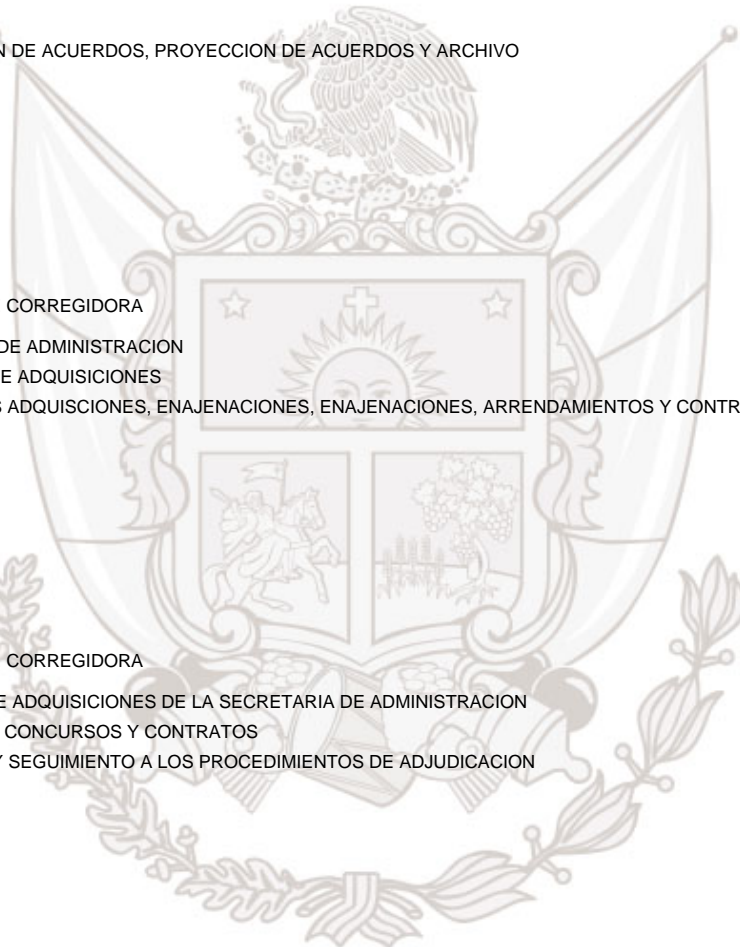 N DE ACUERDOS, PROYECCION DE ACUERDOS Y ARCHIVO
CORREGIDORA
DE ADMINISTRACION
E ADQUISICIONES
S ADQUISCIONES, ENAJENACIONES, ENAJENACIONES, ARRENDAMIENTOS Y CONTR
CORREGIDORA
E ADQUISICIONES DE LA SECRETARIA DE ADMINISTRACION
CONCURSOS Y CONTRATOS
Y SEGUIMIENTO A LOS PROCEDIMIENTOS DE ADJUDICACION